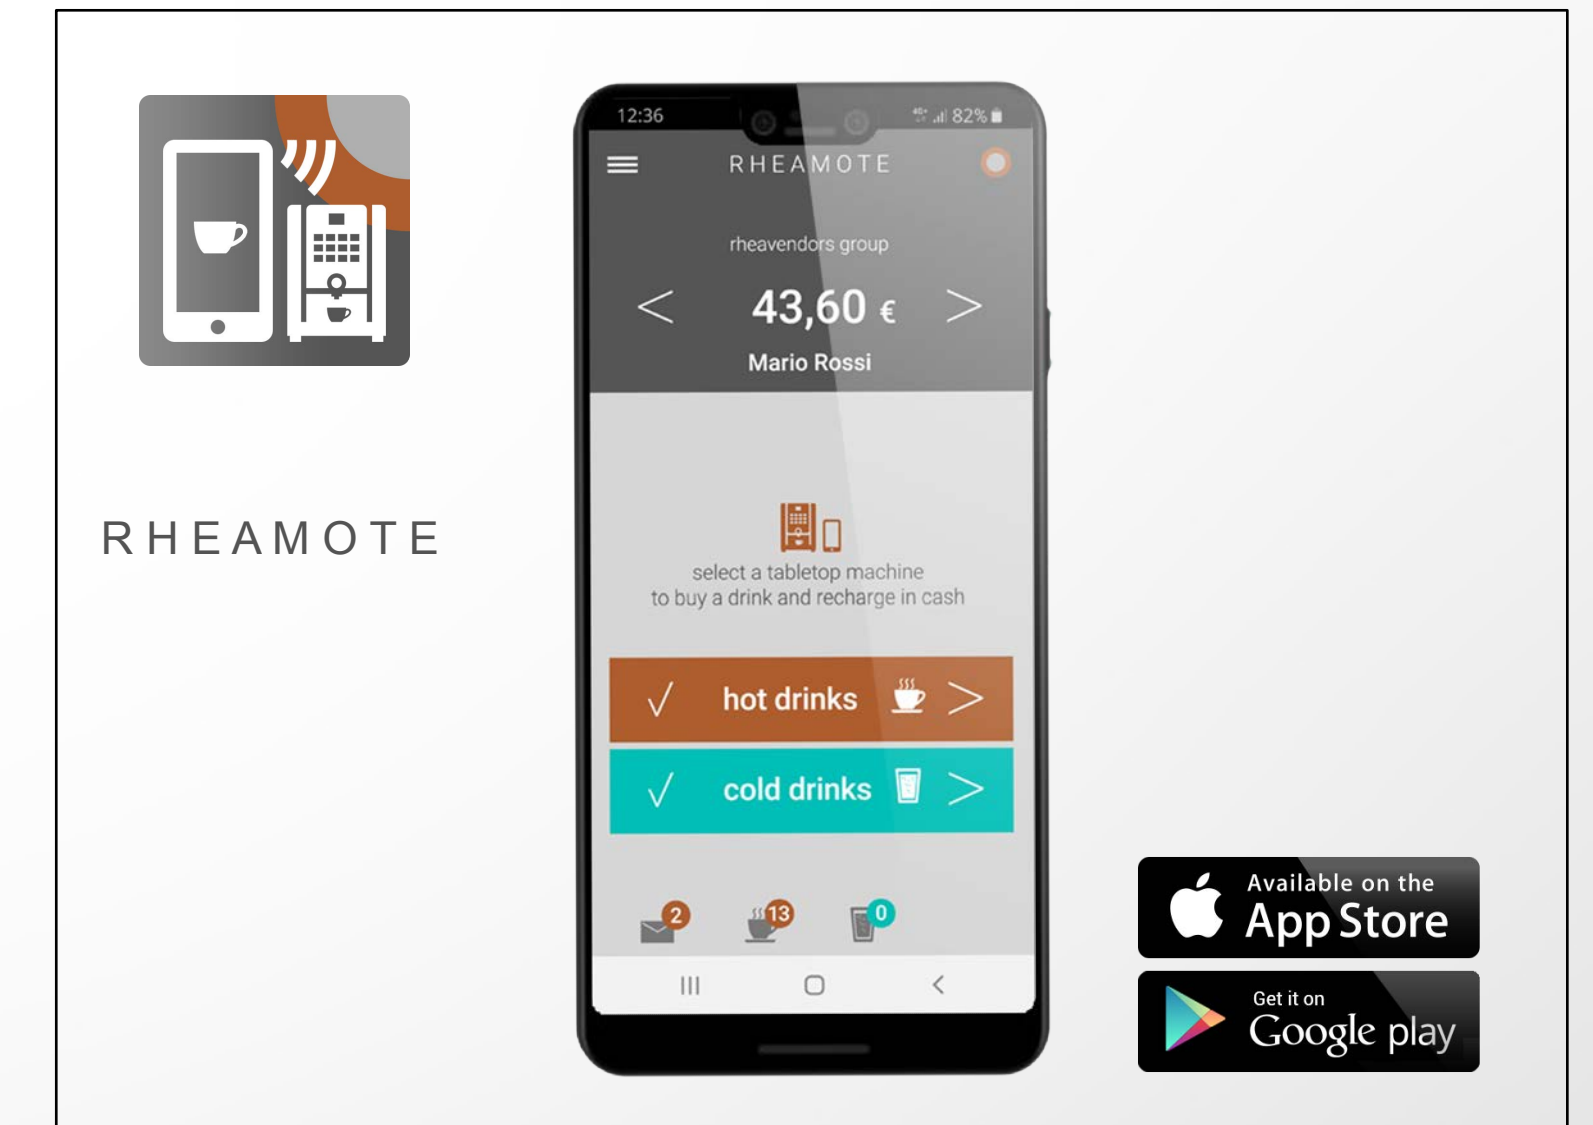 RHEAMOTE
12:36
82%
RHEAMOTE
rheavendors group
43,60 €
Mario Rossi
select a tabletop machine
to buy a drink and recharge in cash
hot drinks
cold drinks
2
13
0
Available on the
App Store
Get it on
Google play